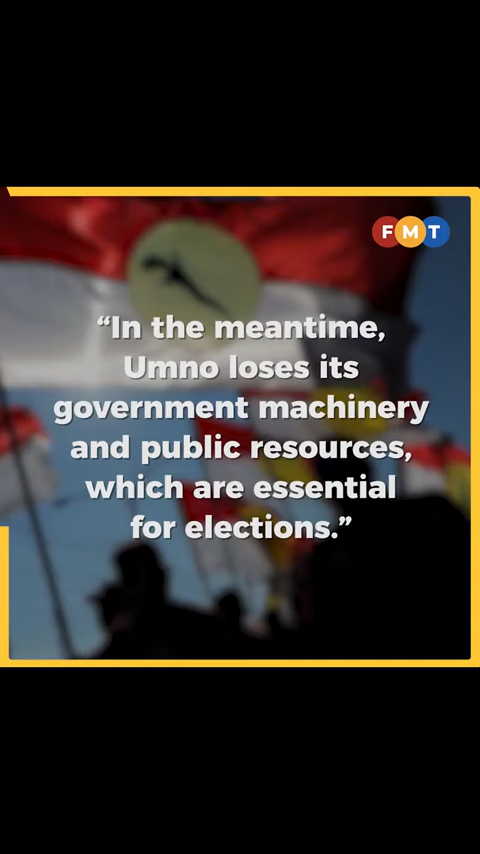 FMT
“In the meantime,
Umno loses its
government machinery
and public resources,
which are essential
for elections.”